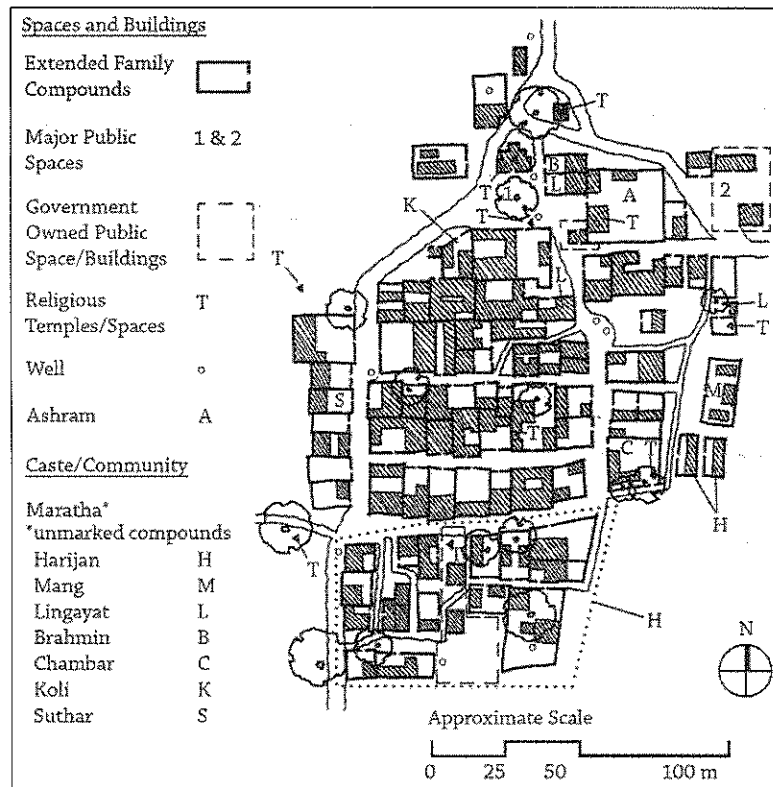 Spaces and Buildings
Extended Family
Compounds
Major Public 1 & 2
Spaces
Government
Owned Public
Space/Buildings
Religious T
Temples/Spaces
Well
Ashram A
Caste/Community
Maratha*
*unmarked compounds
Harijan H
Mang M
Lingayat L
Brahmin B
Chambar C
Koli K
Suthar S
T
B
L
A
2
T
1
K
T
T
T
L
L
T
S
M
T
C
T
H
T
T
H
N
Approximate Scale
0 25 50 100 m